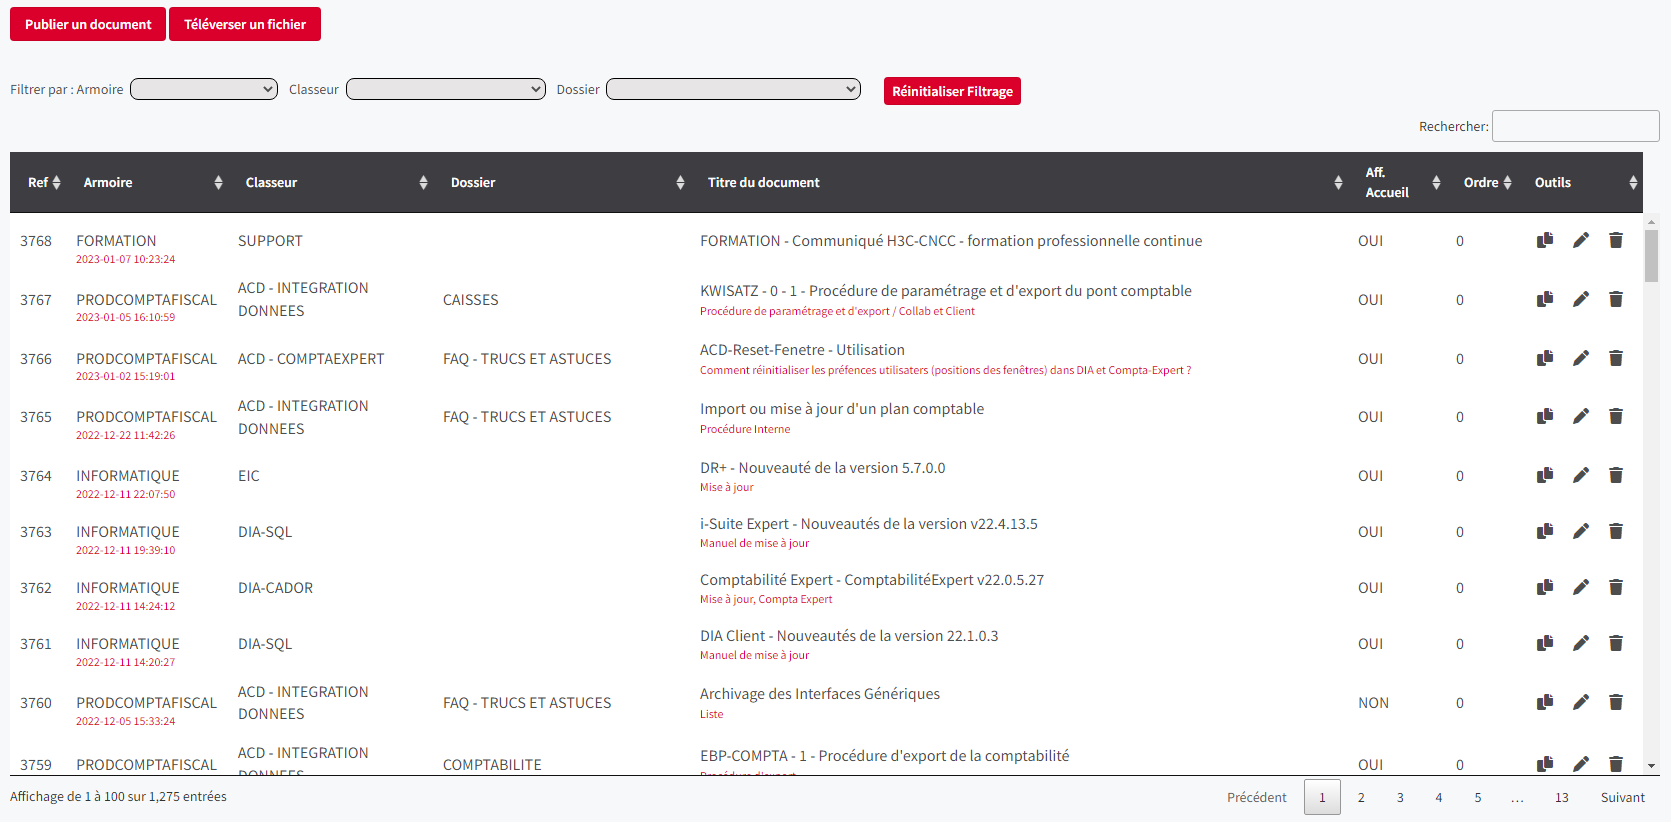 Publier un document Téléverser un fichier
Filtrer par : Armoire Classeur Dossier Réinitialiser Filtrage
Rechercher:
Ref Armoire Classeur Dossier Titre du document Aff. Accueil Ordre Outils
3768 FORMATION SUPPORT FORMATION - Communiqué H3C-CNCC - formation professionnelle continue OUI 0
2023-01-07 10:23:24
3767 PRODCOMPTAFISCAL ACD - INTEGRATION DONNEES CAISSES KWISATZ - 0 - 1 - Procédure de paramétrage et d'export du pont comptable OUI 0
2023-01-05 16:10:59 Procédure de paramétrage et d'export / Collab et Client
3766 PRODCOMPTAFISCAL ACD - COMPTAEXPERT FAQ - TRUCS ET ASTUCES ACD-Reset-Fenetre - Utilisation OUI 0
2023-01-02 15:19:01 Comment réinitialiser les préfences utilisaters (positions des fenêtres) dans DIA et Compta-Expert ?
3765 PRODCOMPTAFISCAL ACD - INTEGRATION DONNEES FAQ - TRUCS ET ASTUCES Import ou mise à jour d'un plan comptable OUI 0
2022-12-22 11:42:26 Procédure Interne
3764 INFORMATIQUE EIC DR+ - Nouveauté de la version 5.7.0.0 OUI 0
2022-12-11 22:07:50 Mise à jour
3763 INFORMATIQUE DIA-SQL i-Suite Expert - Nouveautés de la version v22.4.13.5 OUI 0
2022-12-11 19:39:10 Manuel de mise à jour
3762 INFORMATIQUE DIA-CADOR Comptabilité Expert - ComptabilitéExpert v22.0.5.27 OUI 0
2022-12-11 14:24:12 Mise à jour, Compta Expert
3761 INFORMATIQUE DIA-SQL DIA Client - Nouveautés de la version 22.1.0.3 OUI 0
2022-12-11 14:20:27 Manuel de mise à jour
3760 PRODCOMPTAFISCAL ACD - INTEGRATION DONNEES FAQ - TRUCS ET ASTUCES Archivage des Interfaces Génériques NON 0
2022-12-05 15:33:24 Liste
3759 PRODCOMPTAFISCAL ACD - INTEGRATION DONNEES COMPTABILITE EBP-COMPTA - 1 - Procédure d'export de la comptabilité OUI 0
Procédure d'export
Affichage de 1 à 100 sur 1,275 entrées Précédent 1 2 3 4 5 … 13 Suivant